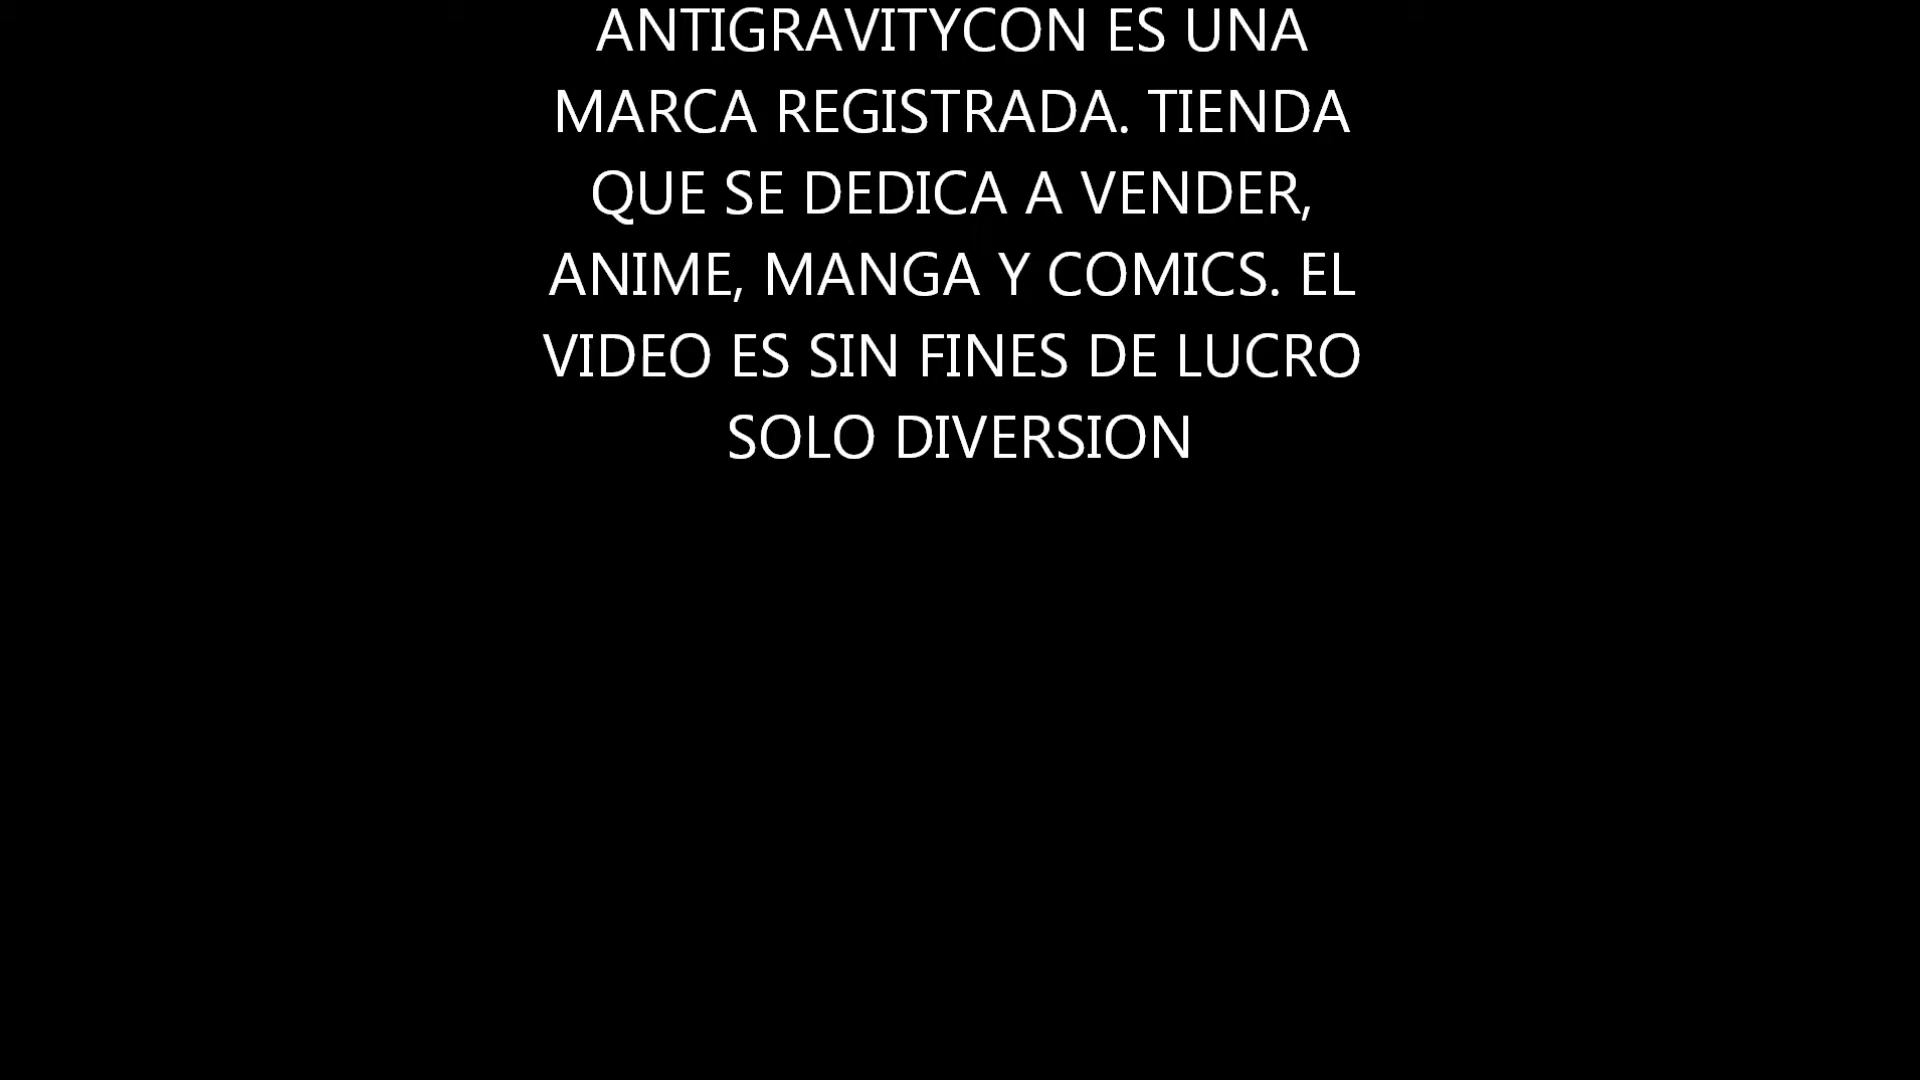 ANTIGRAVITYCON ES UNA
MARCA REGISTRADA. TIENDA
QUE SE DEDICA A VENDER,
ANIME, MANGA Y COMICS. EL
VIDEO ES SIN FINES DE LUCRO
SOLO DIVERSION